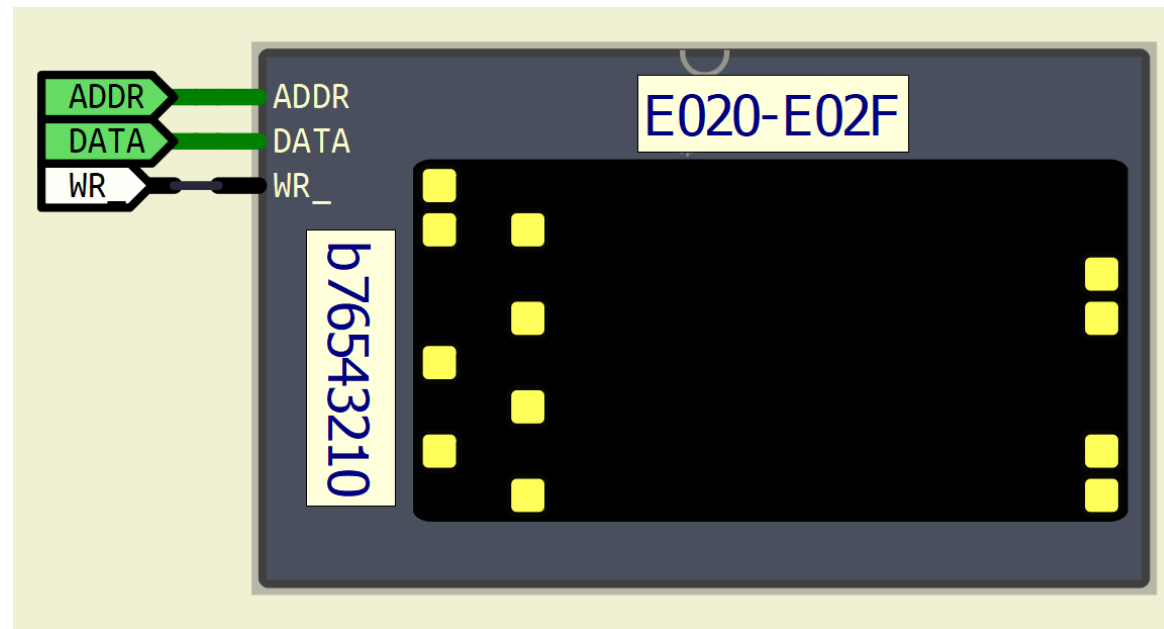 ADDR
DATA
WR_
ADDR
DATA
WR_
E020-E02F
b76543210